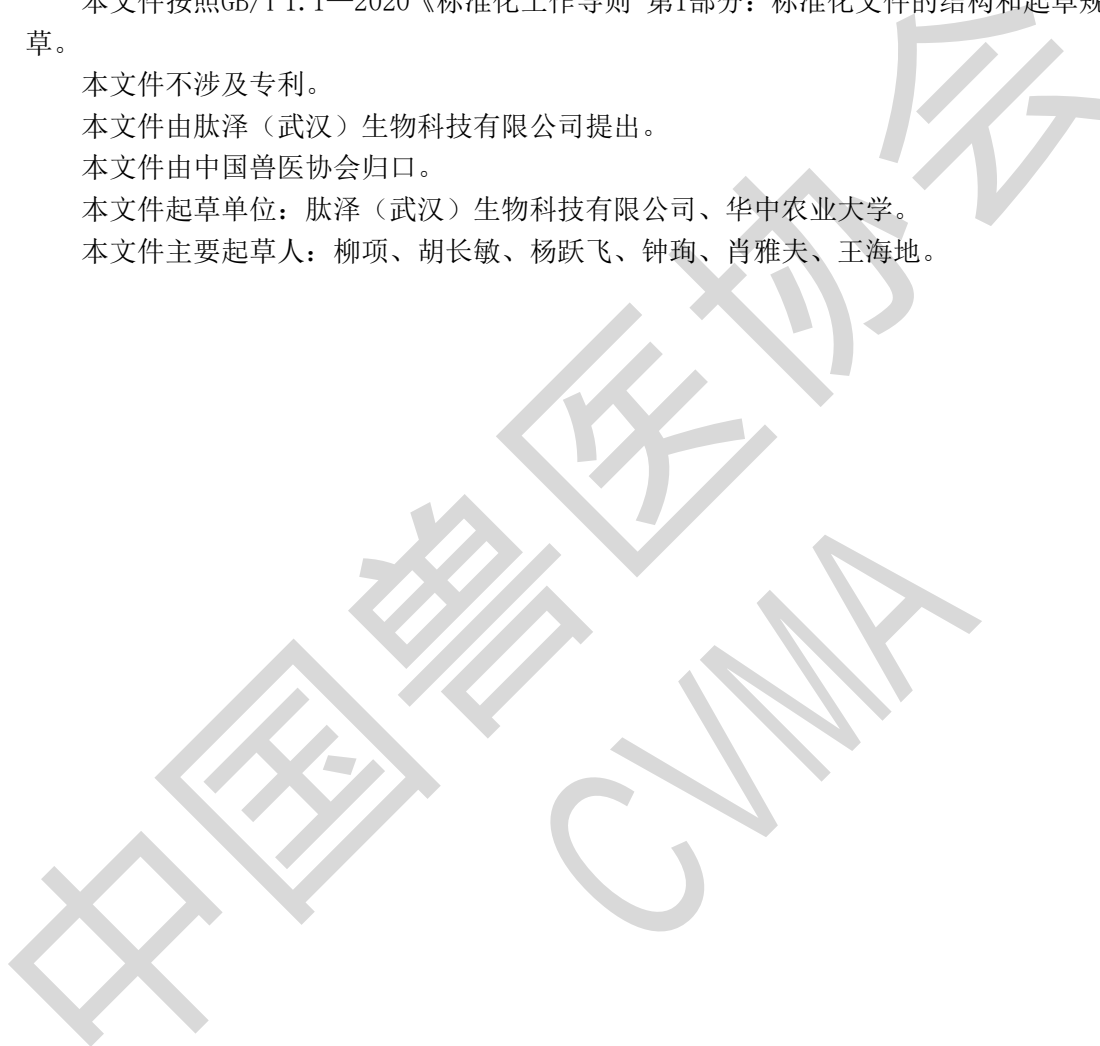 本文件按照GB/T 1.1—2020《标准化工作导则 第1部分：标准化文件的结构和起草规
草。
本文件不涉及专利。
本文件由肽泽（武汉）生物科技有限公司提出。
本文件由中国兽医协会归口。
本文件起草单位：肽泽（武汉）生物科技有限公司、华中农业大学。
本文件主要起草人：柳项、胡长敏、杨跃飞、钟珣、肖雅夫、王海地。
中国兽医协会
CVMA